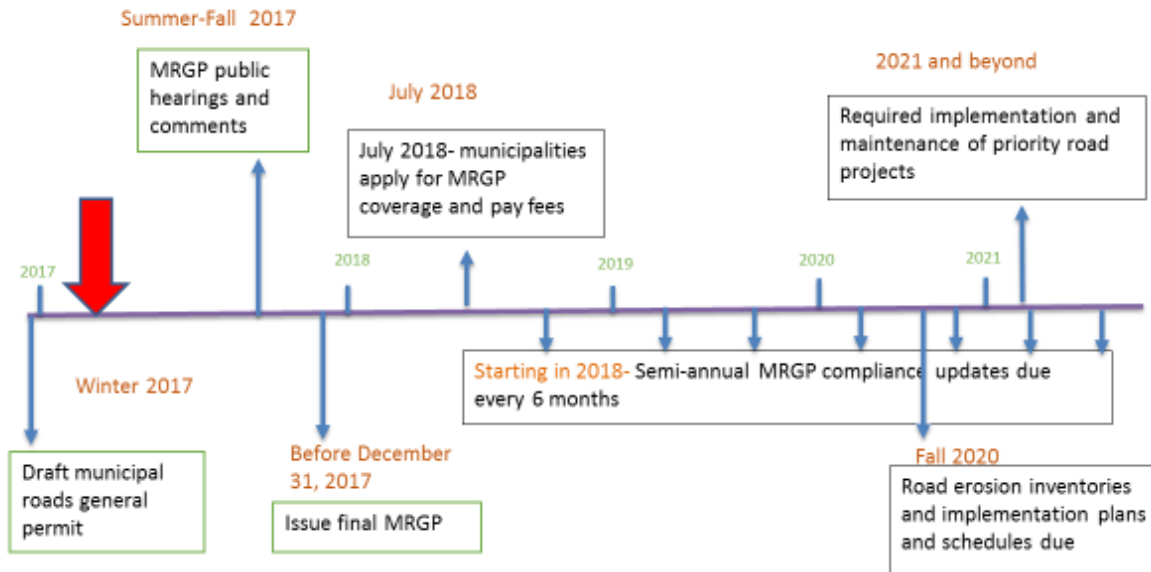 Summer-Fall 2017
MRGP public
hearings and
comments
July 2018
July 2018- municipalities
apply for MRGP
coverage and pay fees
2021 and beyond
Required implementation and
maintenance of priority road
projects
2017
2018
2019
2020
2021
Winter 2017
Draft municipal
roads general
permit
Before December
31, 2017
Issue final MRGP
Starting in 2018- Semi-annual MRGP compliance updates due
every 6 months
Fall 2020
Road erosion inventories
and implementation plans
and schedules due